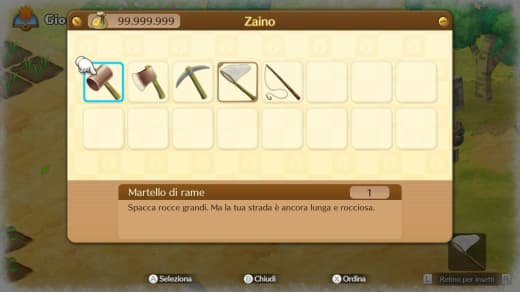 Gio
99.999.999
Zaino
Martello di rame
1
Spacca rocce grandi. Ma la tua strada è ancora lunga e rocciosa.
L Retino per insetti R
A Seleziona
B Chiudi
X Ordina